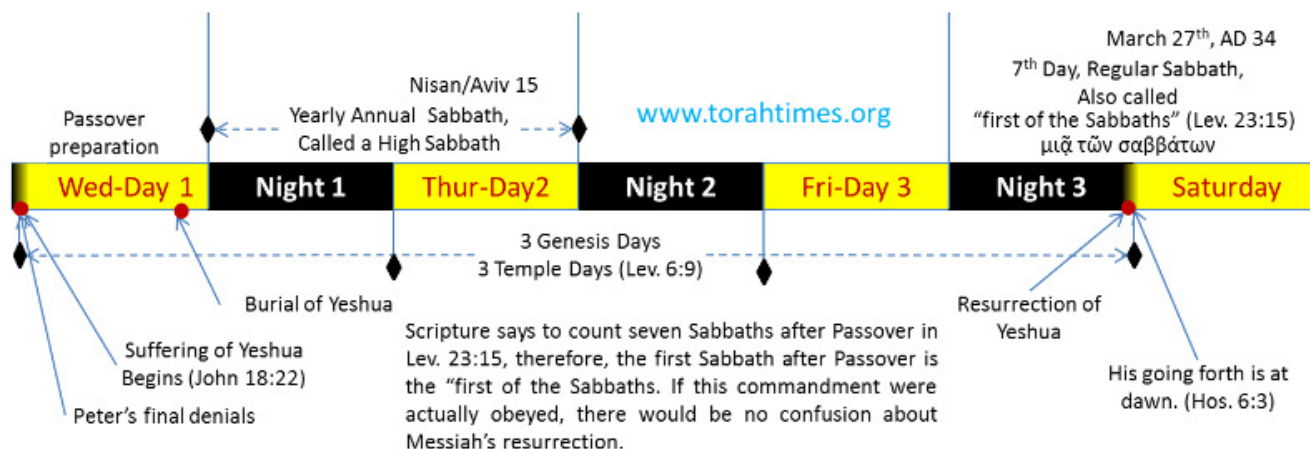 March 27th, AD 34
7th Day, Regular Sabbath,
Also called
“first of the Sabbaths” (Lev. 23:15)
μιᾷ τῶν σαββάτων
Nisan/Aviv 15
Yearly Annual Sabbath,
Called a High Sabbath
www.torahtimes.org
Passover
preparation
Wed-Day 1
Night 1
Thur-Day2
Night 2
Fri-Day 3
Night 3
Saturday
3 Genesis Days
3 Temple Days (Lev. 6:9)
Burial of Yeshua
Suffering of Yeshua
Begins (John 18:22)
Peter’s final denials
Scripture says to count seven Sabbaths after Passover in
Lev. 23:15, therefore, the first Sabbath after Passover is
the “first of the Sabbaths. If this commandment were
actually obeyed, there would be no confusion about
Messiah’s resurrection.
Resurrection of
Yeshua
His going forth is at
dawn. (Hos. 6:3)